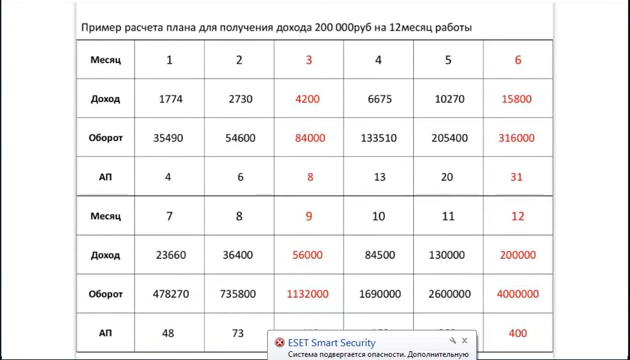 Пример расчета плана для получения дохода 200 000руб на 12месяц работы
Месяц 1 2 3 4 5 6
Доход 1774 2730 4200 6675 10270 15800
Оборот 35490 54600 84000 133510 205400 316000
АП 4 6 8 13 20 31
Месяц 7 8 9 10 11 12
Доход 23660 36400 56000 84500 130000 200000
Оборот 478270 735800 1132000 1690000 2600000 4000000
АП 48 73 400
ESET Smart Security
Система подвергается опасности. Дополнительную